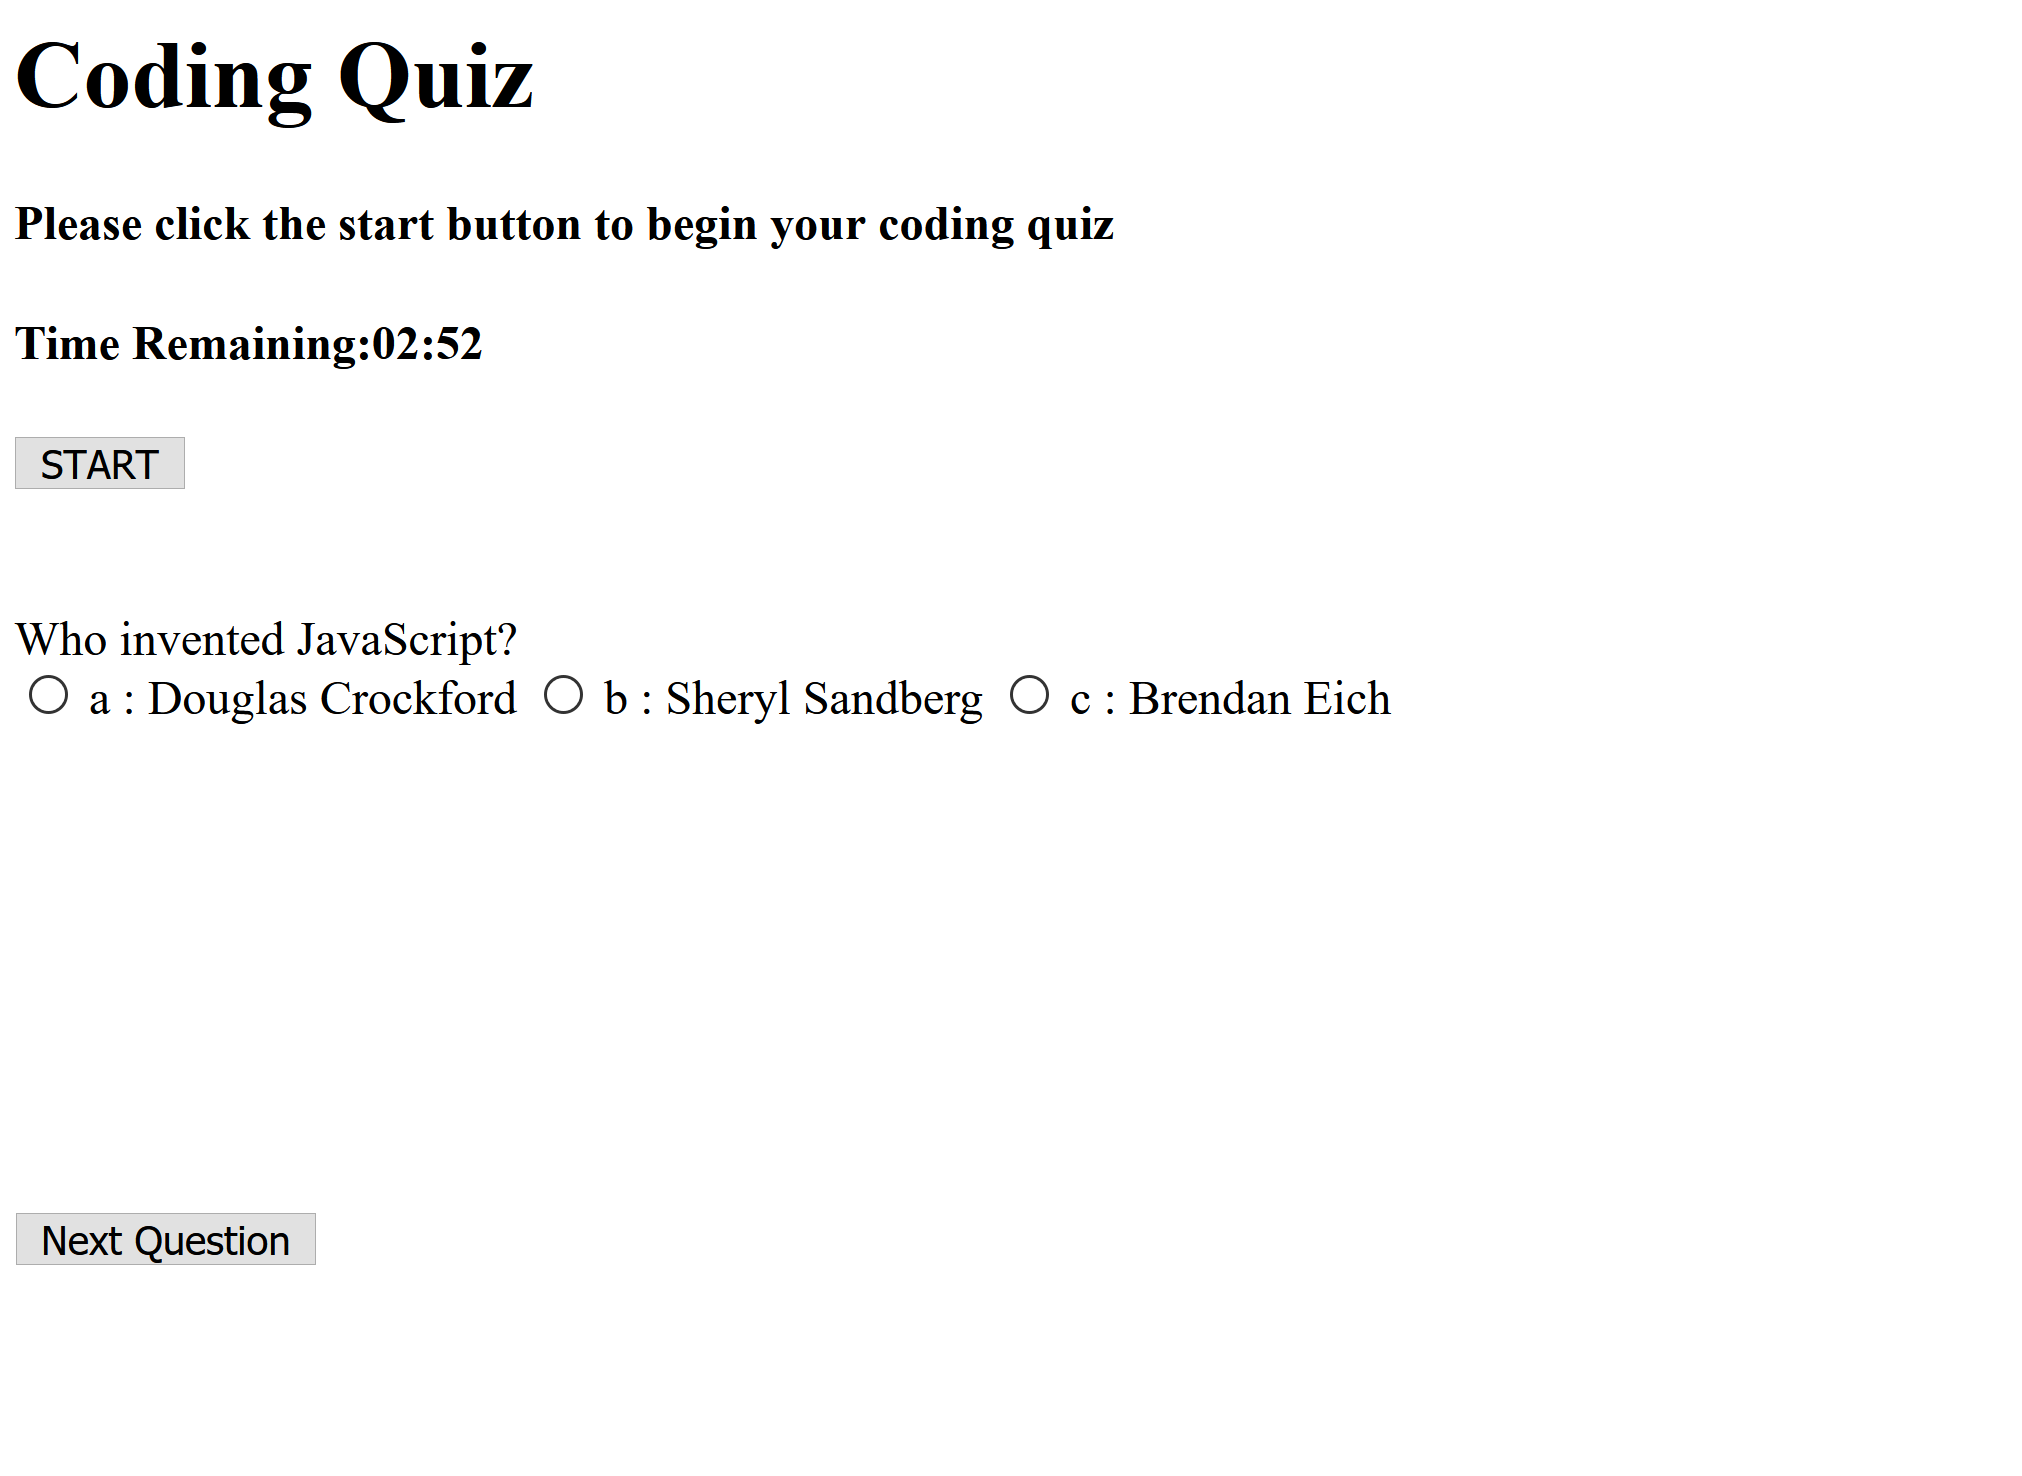 Coding Quiz
Please click the start button to begin your coding quiz
Time Remaining:02:52
START
Who invented JavaScript?
a : Douglas Crockford b : Sheryl Sandberg c : Brendan Eich
Next Question